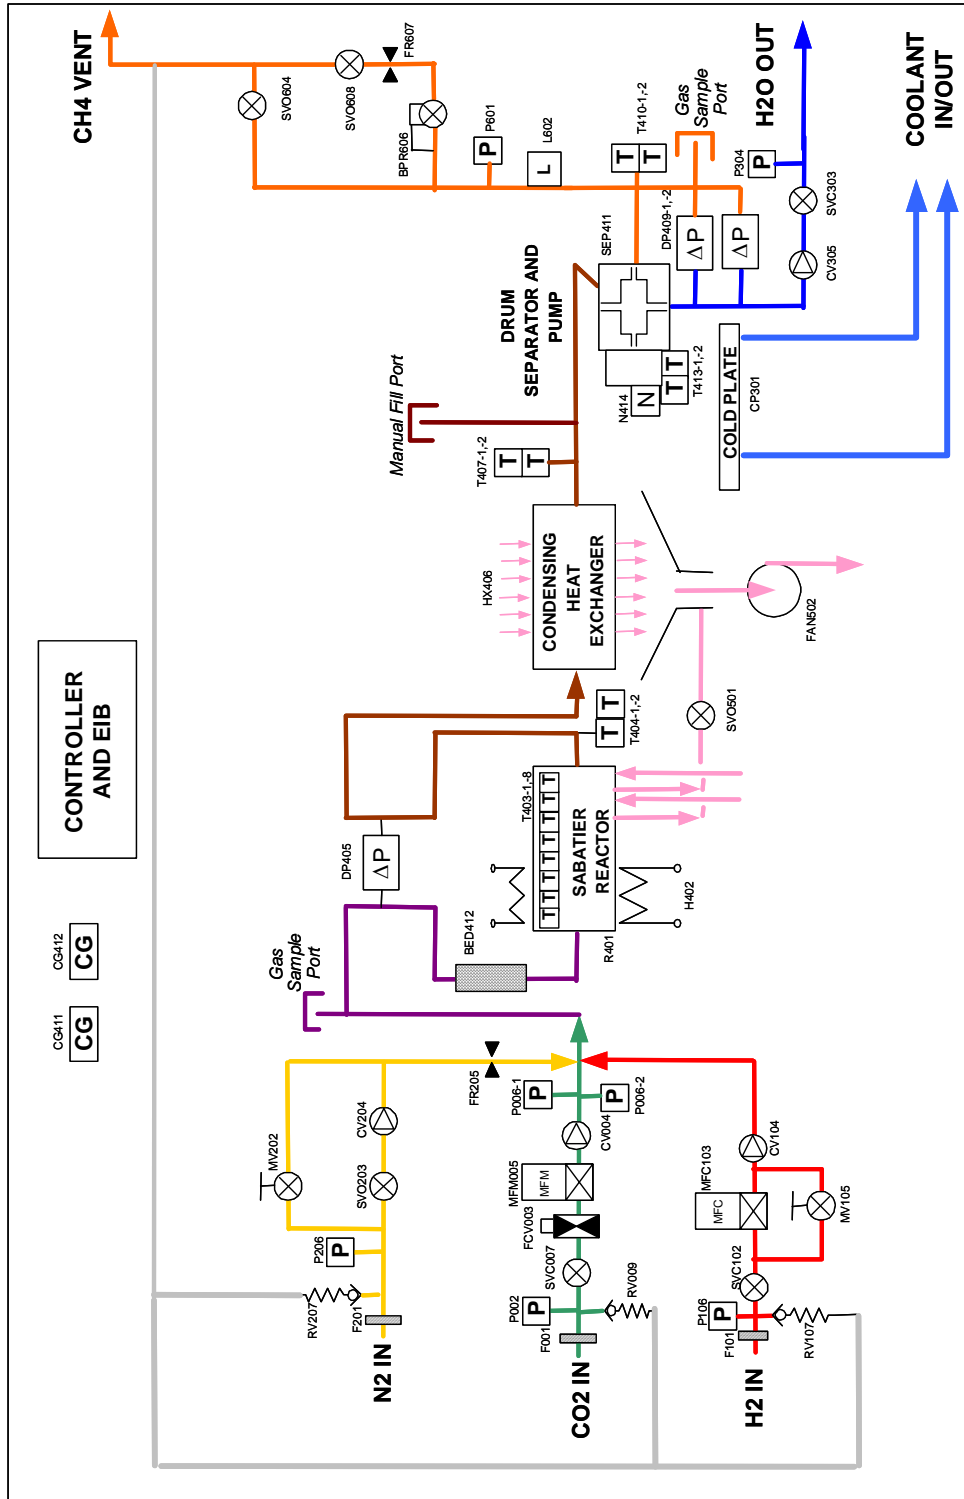 CONTROLLER
AND EIB
CG411
CG
CG412
CG
CH4 VENT
SVO604
SVO608
FR607
BPR606
P601
P
L602
L
T410-1,-2
T
T
Gas
Sample
Port
P304
P
H2O OUT
SVC303
CV305
COOLANT
IN/OUT
DP409-1,-2
ΔP
ΔP
SEP411
DRUM
SEPARATOR AND
PUMP
N414
N
T
T
T413-1,-2
COLD PLATE
CP301
Manual Fill Port
T407-1,-2
T
T
HX406
CONDENSING
HEAT
EXCHANGER
FAN502
SVO501
T404-1,-2
T
T
DP405
ΔP
T403-1,-8
T
T
T
T
T
T
T
T
SABATIER
REACTOR
R401
H402
BED412
Gas
Sample
Port
FR205
MV202
CV204
SVO203
P206
P
RV207
F201
N2 IN
P006-1
P
P
P006-2
CV004
MFM005
MFM
FCV003
SVC007
P002
P
RV009
F001
CO2 IN
CV104
MFC103
MFC
MV105
SVC102
P106
P
F101
RV107
H2 IN